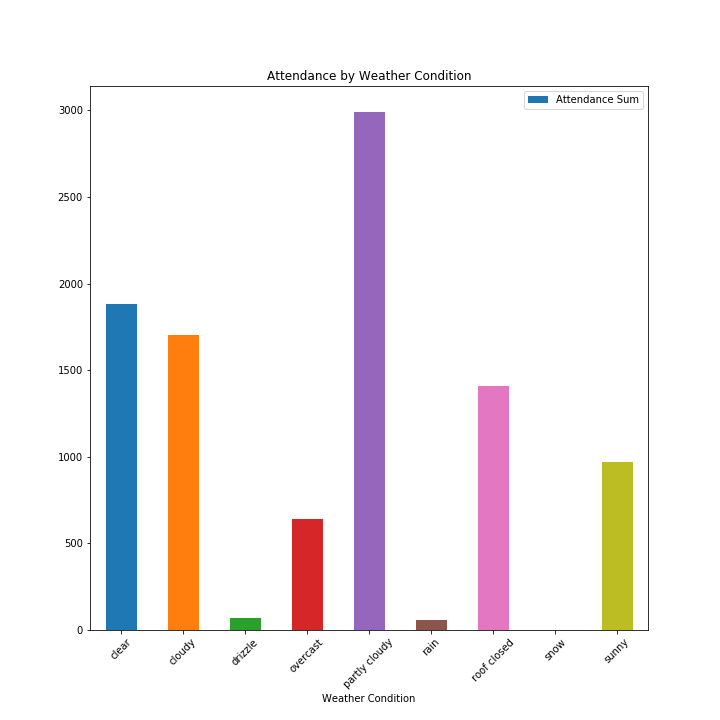 Attendance by Weather Condition
Attendance Sum
3000
2500
2000
1500
1000
500
0
clear
cloudy
drizzle
overcast
partly cloudy
rain
roof closed
snow
sunny
Weather Condition